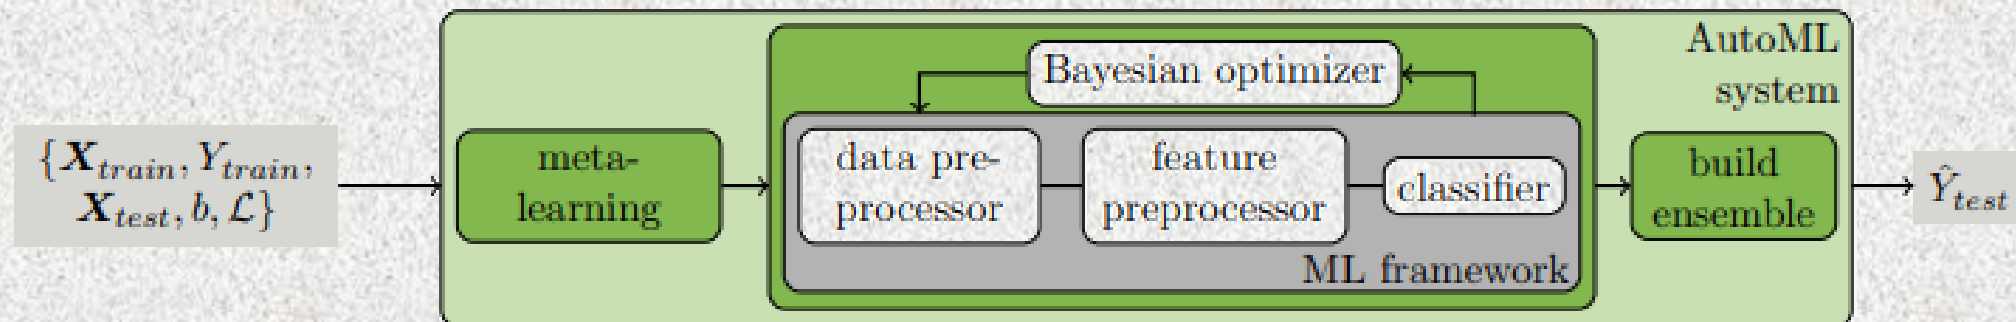 {X_train, Y_train,
X_test, b, ℒ}
meta-
learning
Bayesian optimizer
data pre-
processor
feature
preprocessor
classifier
ML framework
AutoML
system
build
ensemble
Ŷ_test